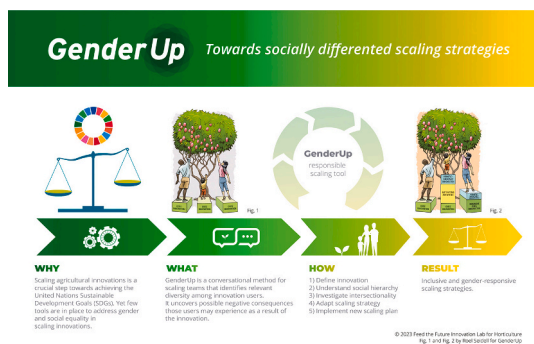 GenderUp
Towards socially differented scaling strategies
GenderUp
responsible
scaling tool
Fig. 1
Fig. 2
WHY
Scaling agricultural innovations is a
crucial step towards achieving the
United Nations Sustainable
Development Goals (SDGs). Yet few
tools are in place to address gender
and social equality in
scaling innovations.
WHAT
GenderUp is a conversational method for
scaling teams that identifies relevant
diversity among innovation users.
It uncovers possible negative consequences
those users may experience as a result of
the innovation.
HOW
1) Define innovation
2) Understand social hierarchy
3) Investigate intersectionality
4) Adapt scaling strategy
5) Implement new scaling plan
RESULT
Inclusive and gender-responsive
scaling strategies.
© 2023 Feed the Future Innovation Lab for Horticulture
Fig. 1 and Fig. 2 by Roel Seidell for GenderUp